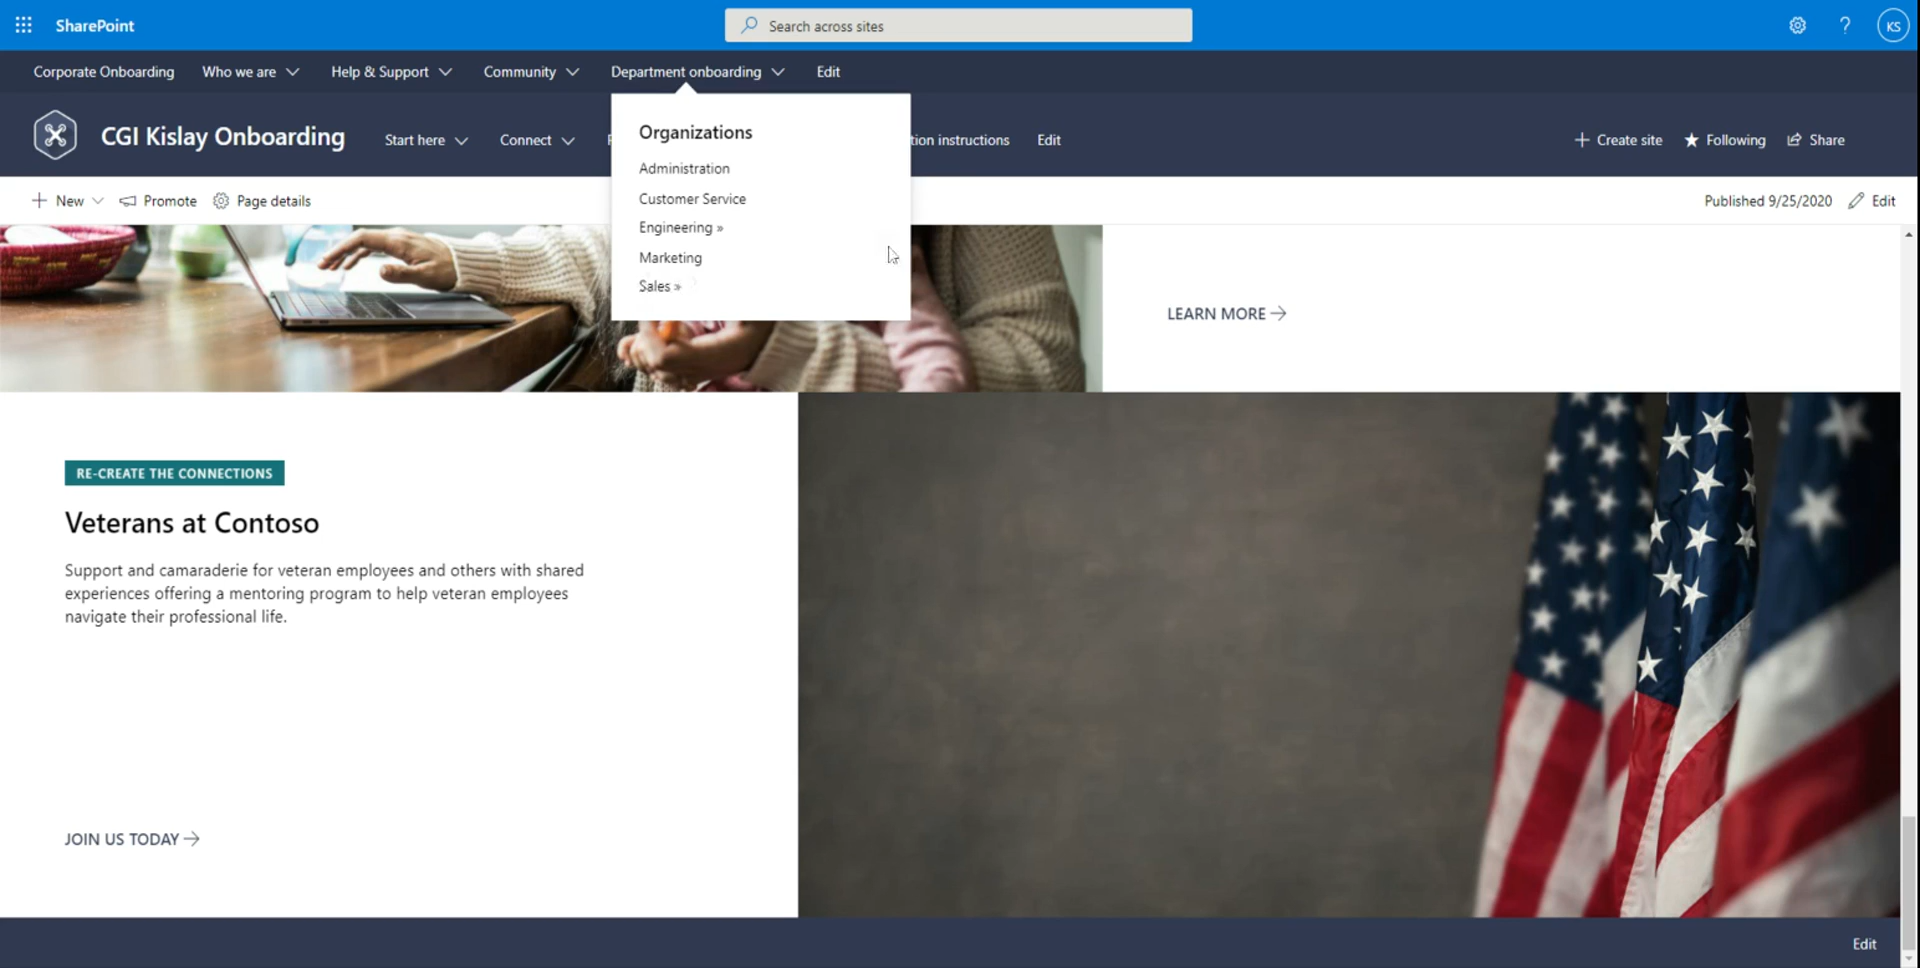 SharePoint
Search across sites
KS
Corporate Onboarding
Who we are
Help & Support
Community
Department onboarding
Edit
CGI Kislay Onboarding
Start here
Connect
tion instructions
Edit
Create site
Following
Share
Organizations
Administration
Customer Service
Engineering »
Marketing
Sales »
New
Promote
Page details
Published 9/25/2020
Edit
LEARN MORE
RE-CREATE THE CONNECTIONS
Veterans at Contoso
Support and camaraderie for veteran employees and others with shared
experiences offering a mentoring program to help veteran employees
navigate their professional life.
JOIN US TODAY
Edit